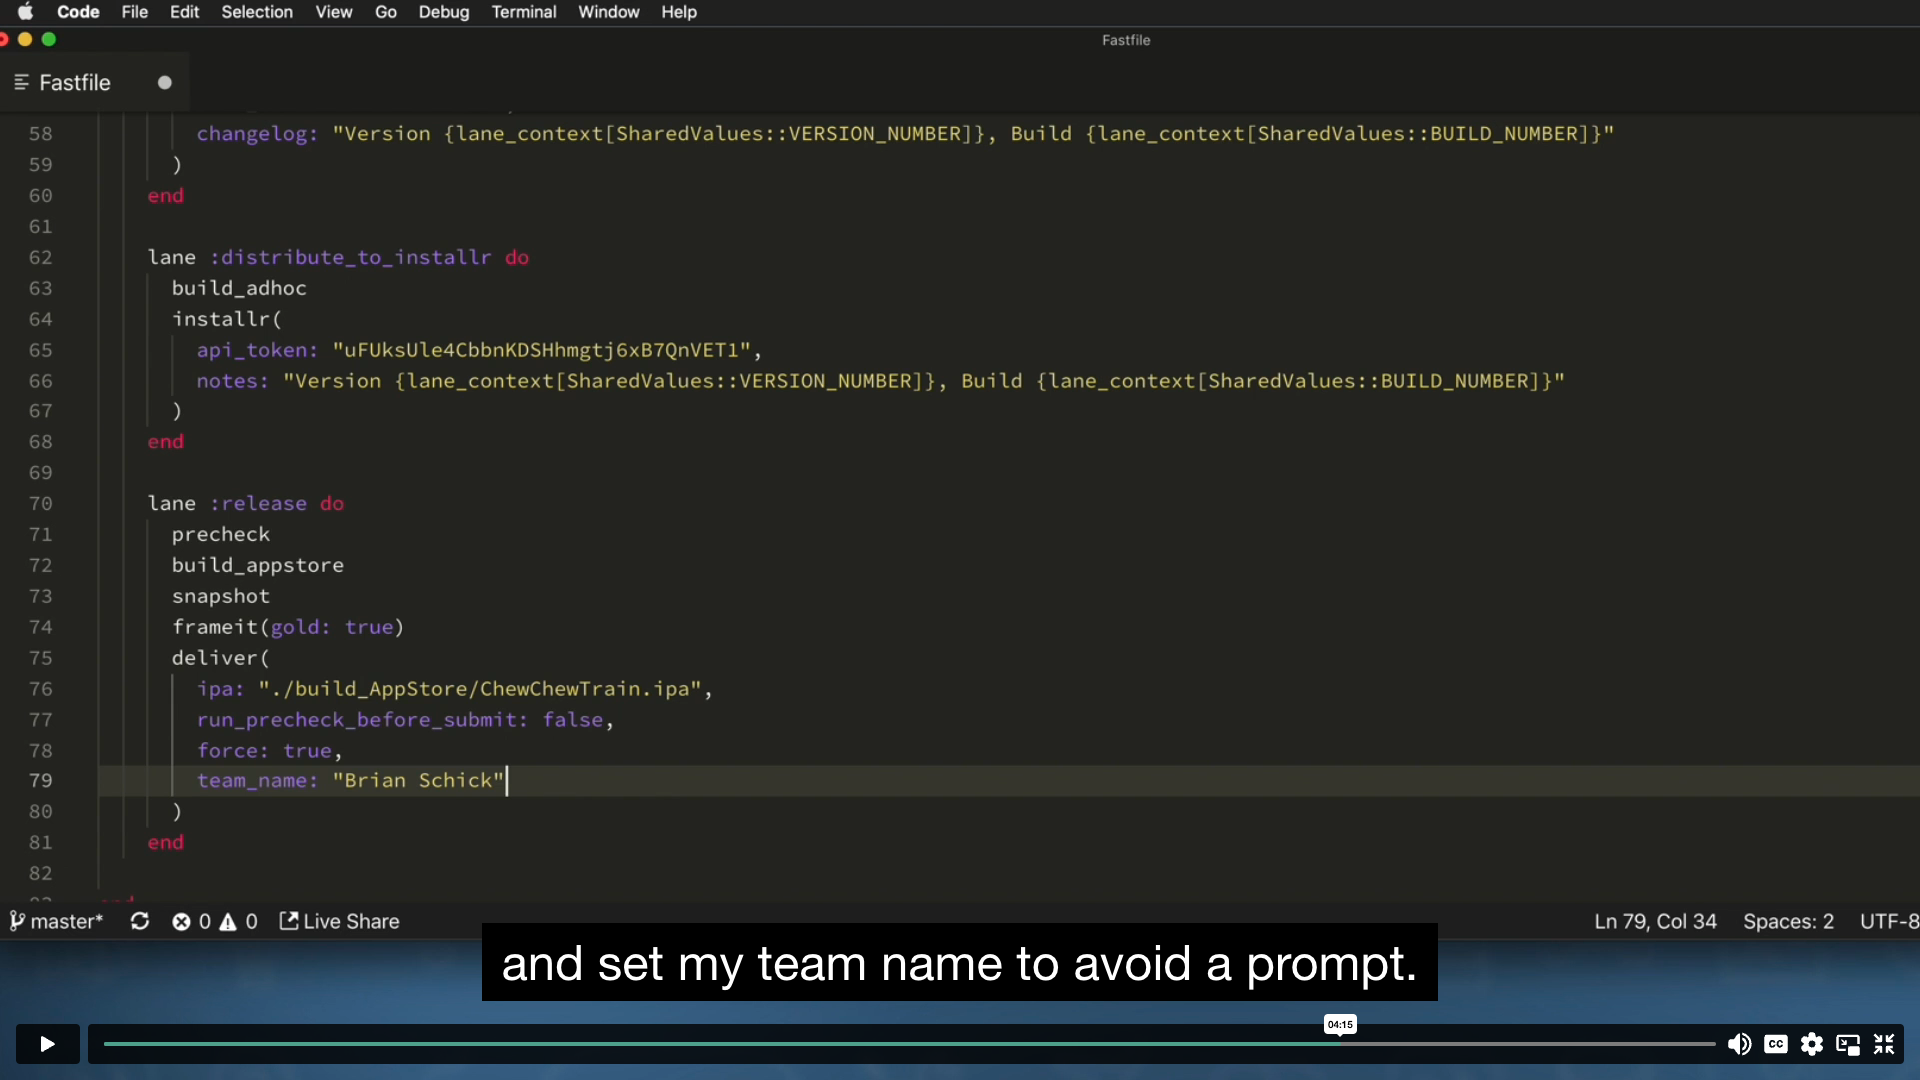 Code File Edit Selection View Go Debug Terminal Window Help
Fastfile
Fastfile
58 changelog: "Version {lane_context[SharedValues::VERSION_NUMBER]}, Build {lane_context[SharedValues::BUILD_NUMBER]}"
59 )
60 end
61
62 lane :distribute_to_installr do
63 build_adhoc
64 installr(
65 api_token: "uFUksUle4CbbnKDSHhmgtj6xB7QnVET1",
66 notes: "Version {lane_context[SharedValues::VERSION_NUMBER]}, Build {lane_context[SharedValues::BUILD_NUMBER]}"
67 )
68 end
69
70 lane :release do
71 precheck
72 build_appstore
73 snapshot
74 frameit(gold: true)
75 deliver(
76 ipa: "./build_AppStore/ChewChewTrain.ipa",
77 run_precheck_before_submit: false,
78 force: true,
79 team_name: "Brian Schick"
80 )
81 end
82
master* 0 0 Live Share Ln 79, Col 34 Spaces: 2 UTF-8
and set my team name to avoid a prompt.
04:15
CC